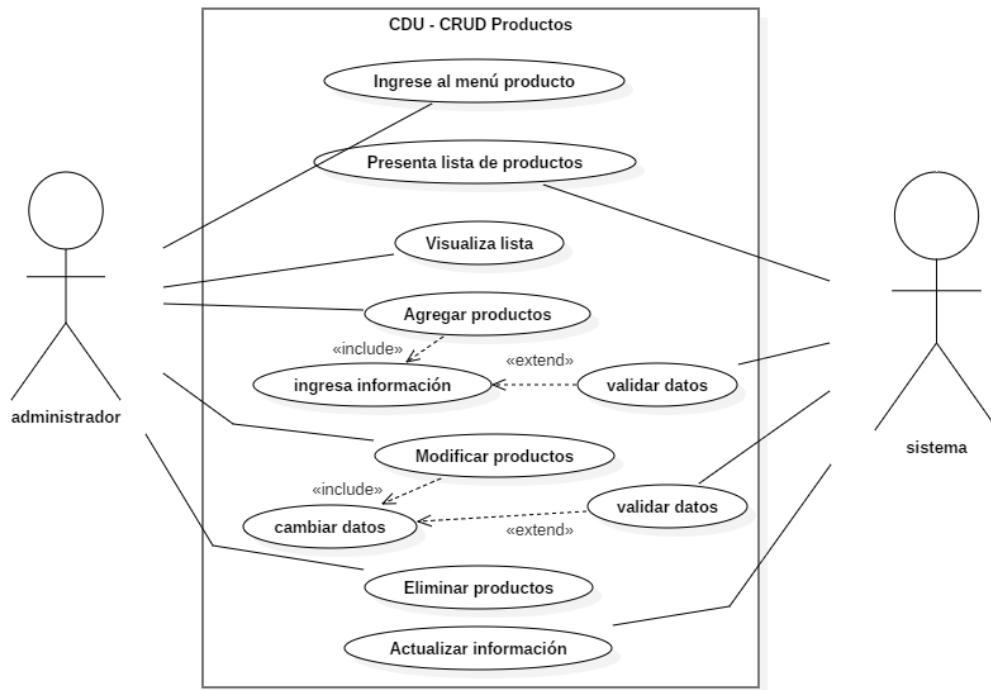 CDU - CRUD Productos
Ingrese al menú producto
Presenta lista de productos
Visualiza lista
Agregar productos
«include»
«extend»
ingresa información
validar datos
administrador
Modificar productos
sistema
«include»
validar datos
cambiar datos
«extend»
Eliminar productos
Actualizar información